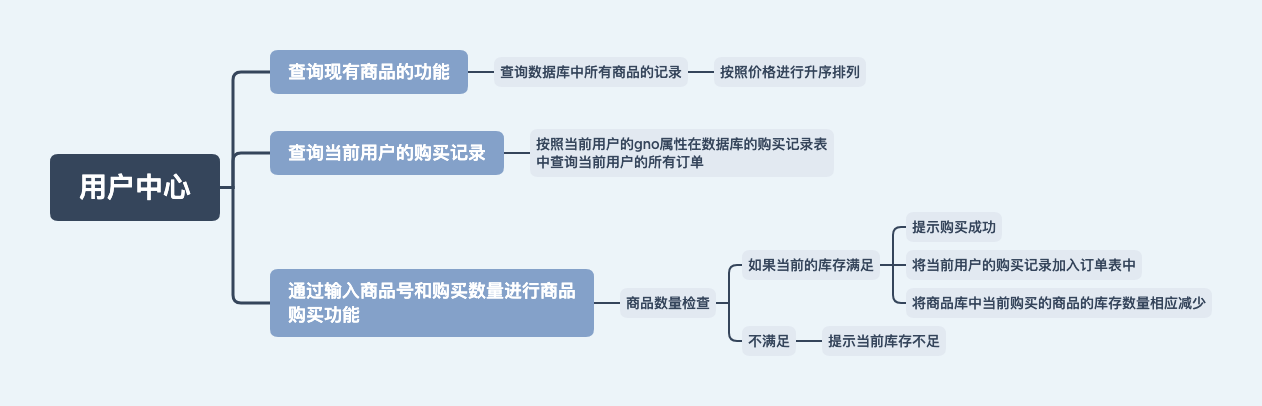 用户中心
查询现有商品的功能
查询数据库中所有商品的记录
按照价格进行升序排列
查询当前用户的购买记录
按照当前用户的gno属性在数据库的购买记录表
中查询当前用户的所有订单
通过输入商品号和购买数量进行商品
购买功能
商品数量检查
如果当前的库存满足
提示购买成功
将当前用户的购买记录加入订单表中
将商品库中当前购买的商品的库存数量相应减少
不满足
提示当前库存不足